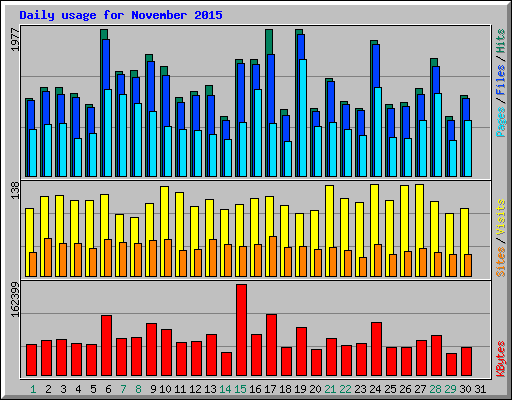 Daily usage for November 2015
1977
Pages / Files / Hits
138
Sites / Visits
162399
KBytes
1 2 3 4 5 6 7 8 9 10 11 12 13 14 15 16 17 18 19 20 21 22 23 24 25 26 27 28 29 30 31